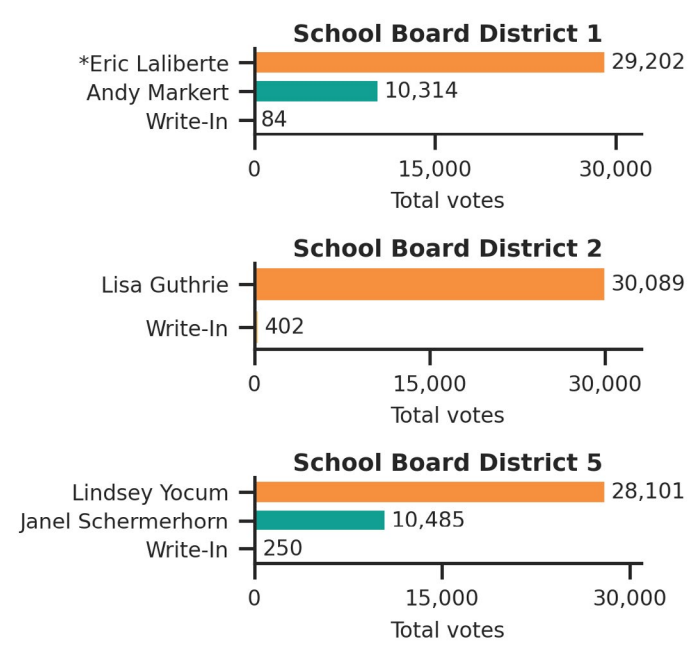 School Board District 1
*Eric Laliberte 29,202
Andy Markert 10,314
Write-In 84
0 15,000 30,000
Total votes
School Board District 2
Lisa Guthrie 30,089
Write-In 402
0 15,000 30,000
Total votes
School Board District 5
Lindsey Yocum 28,101
Janel Schermerhorn 10,485
Write-In 250
0 15,000 30,000
Total votes